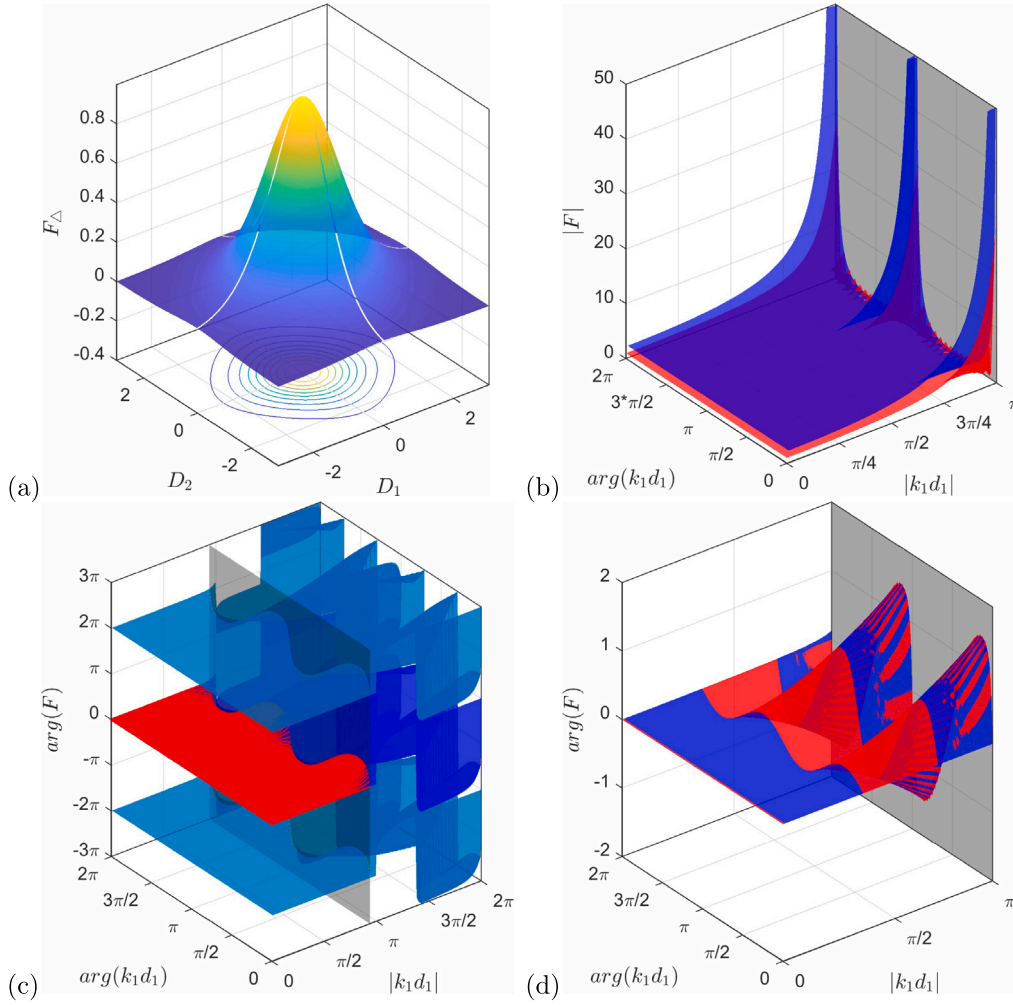 0.8
0.6
0.4
0.2
0
-0.2
-0.4
F△
2
0
-2
D₂
-2
0
2
D₁
(a)
50
40
30
20
10
0
|F|
2π
3*π/2
π
π/2
0
arg(k₁d₁)
0
π/4
π/2
3π/4
π
|k₁d₁|
(b)
3π
2π
π
0
-π
-2π
-3π
arg(F)
2π
3π/2
π
π/2
0
arg(k₁d₁)
0
π/2
π
3π/2
2π
|k₁d₁|
(c)
2
1
0
-1
-2
arg(F)
2π
3π/2
π
π/2
0
arg(k₁d₁)
0
π/2
π
|k₁d₁|
(d)